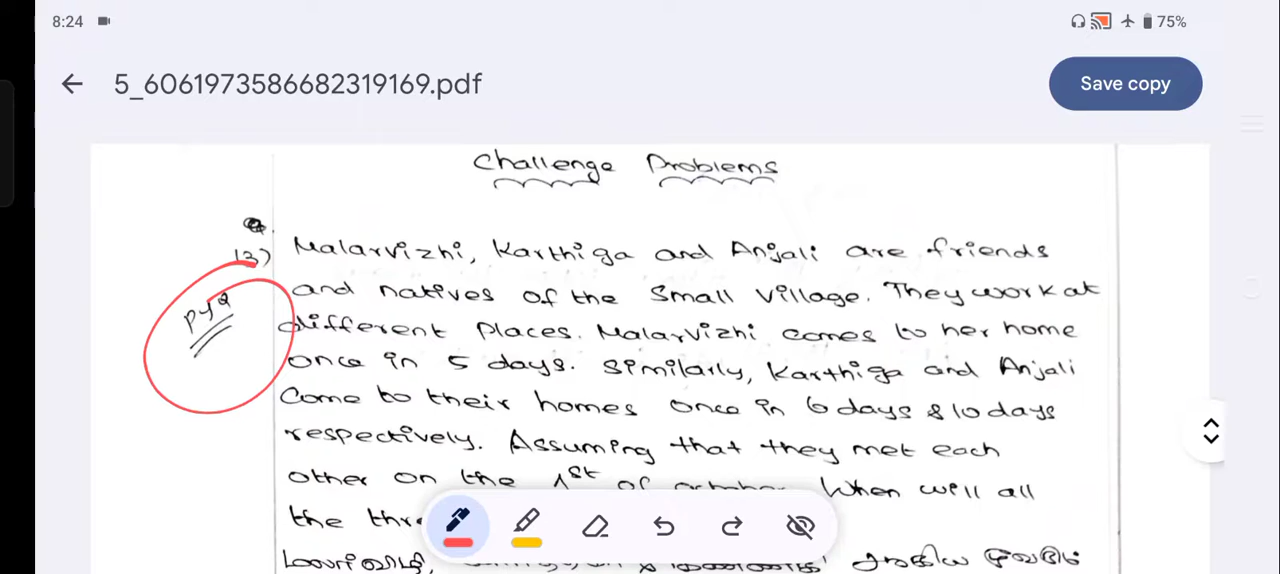 8:24
75%
5_6061973586682319169.pdf
Save copy
Challenge Problems
13) Malarvizhi, Karthiga and Anjali are friends
PYQ
and natives of the small village. They work at
different places. Malarvizhi comes to her home
once in 5 days. Similarly, Karthiga and Anjali
Come to their homes once in 6 days & 10 days
respectively. Assuming that they met each
other on the 1st of october When will all
the